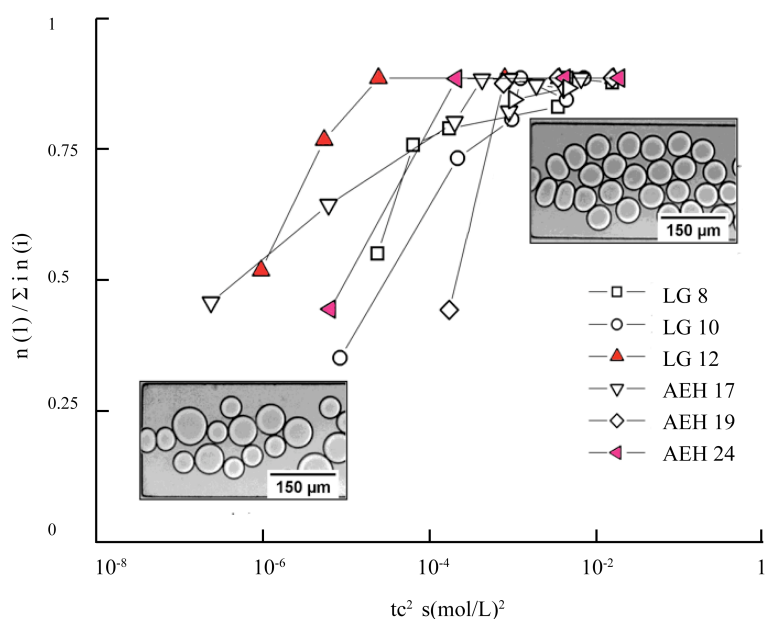 1
0.75
0.5
0.25
0
n (1) / Σ i n (i)
150 µm
150 µm
LG 8
LG 10
LG 12
AEH 17
AEH 19
AEH 24
10⁻⁸ 10⁻⁶ 10⁻⁴ 10⁻² 1
tc² s(mol/L)²